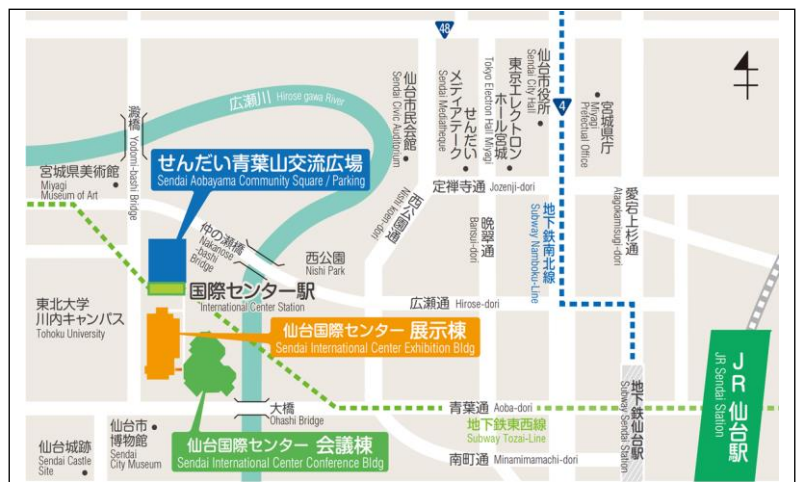 48
仙台市役所
Sendai City Hall
東京エレクトロン
ホール宮城
Tokyo Electron Hall Miyagi
せんだい
メディアテーク
Sendai Mediatheque
仙台市民会館
Sendai Civic Auditorium
4
宮城県庁
Miyagi
Prefectual Office
広瀬川 Hirose gawa River
澱橋 Yodomi-bashi Bridge
宮城県美術館
Miyagi
Museum of Art
せんだい青葉山交流広場
Sendai Aobayama Community Square / Parking
定禅寺通 Jozenji-dori
西公園通
Nishi koen-dori
晩翠通
Bansui-dori
地下鉄南北線
Subway Namboku-Line
愛宕上杉通
Atagokamisugi-dori
仲の瀬橋
Nakanose
-bashi
Bridge
西公園
Nishi Park
国際センター駅
International Center Station
広瀬通 Hirose-dori
東北大学
川内キャンパス
Tohoku University
仙台国際センター 展示棟
Sendai International Center Exhibition Bldg
JR 仙台駅
JR Sendai Station
地下鉄仙台駅
Subway Sendai Station
大橋
Ohashi Bridge
青葉通 Aoba-dori
地下鉄東西線
Subway Tozai-Line
仙台城跡
Sendai Castle
Site
仙台市
博物館
Sendai
City Museum
仙台国際センター 会議棟
Sendai International Center Conference Bldg
南町通 Minamimamachi-dori